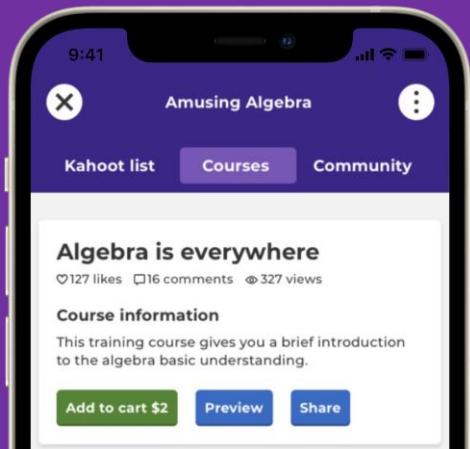 9:41
Amusing Algebra
Kahoot list Courses Community
Algebra is everywhere
127 likes 16 comments 327 views
Course information
This training course gives you a brief introduction
to the algebra basic understanding.
Add to cart $2 Preview Share